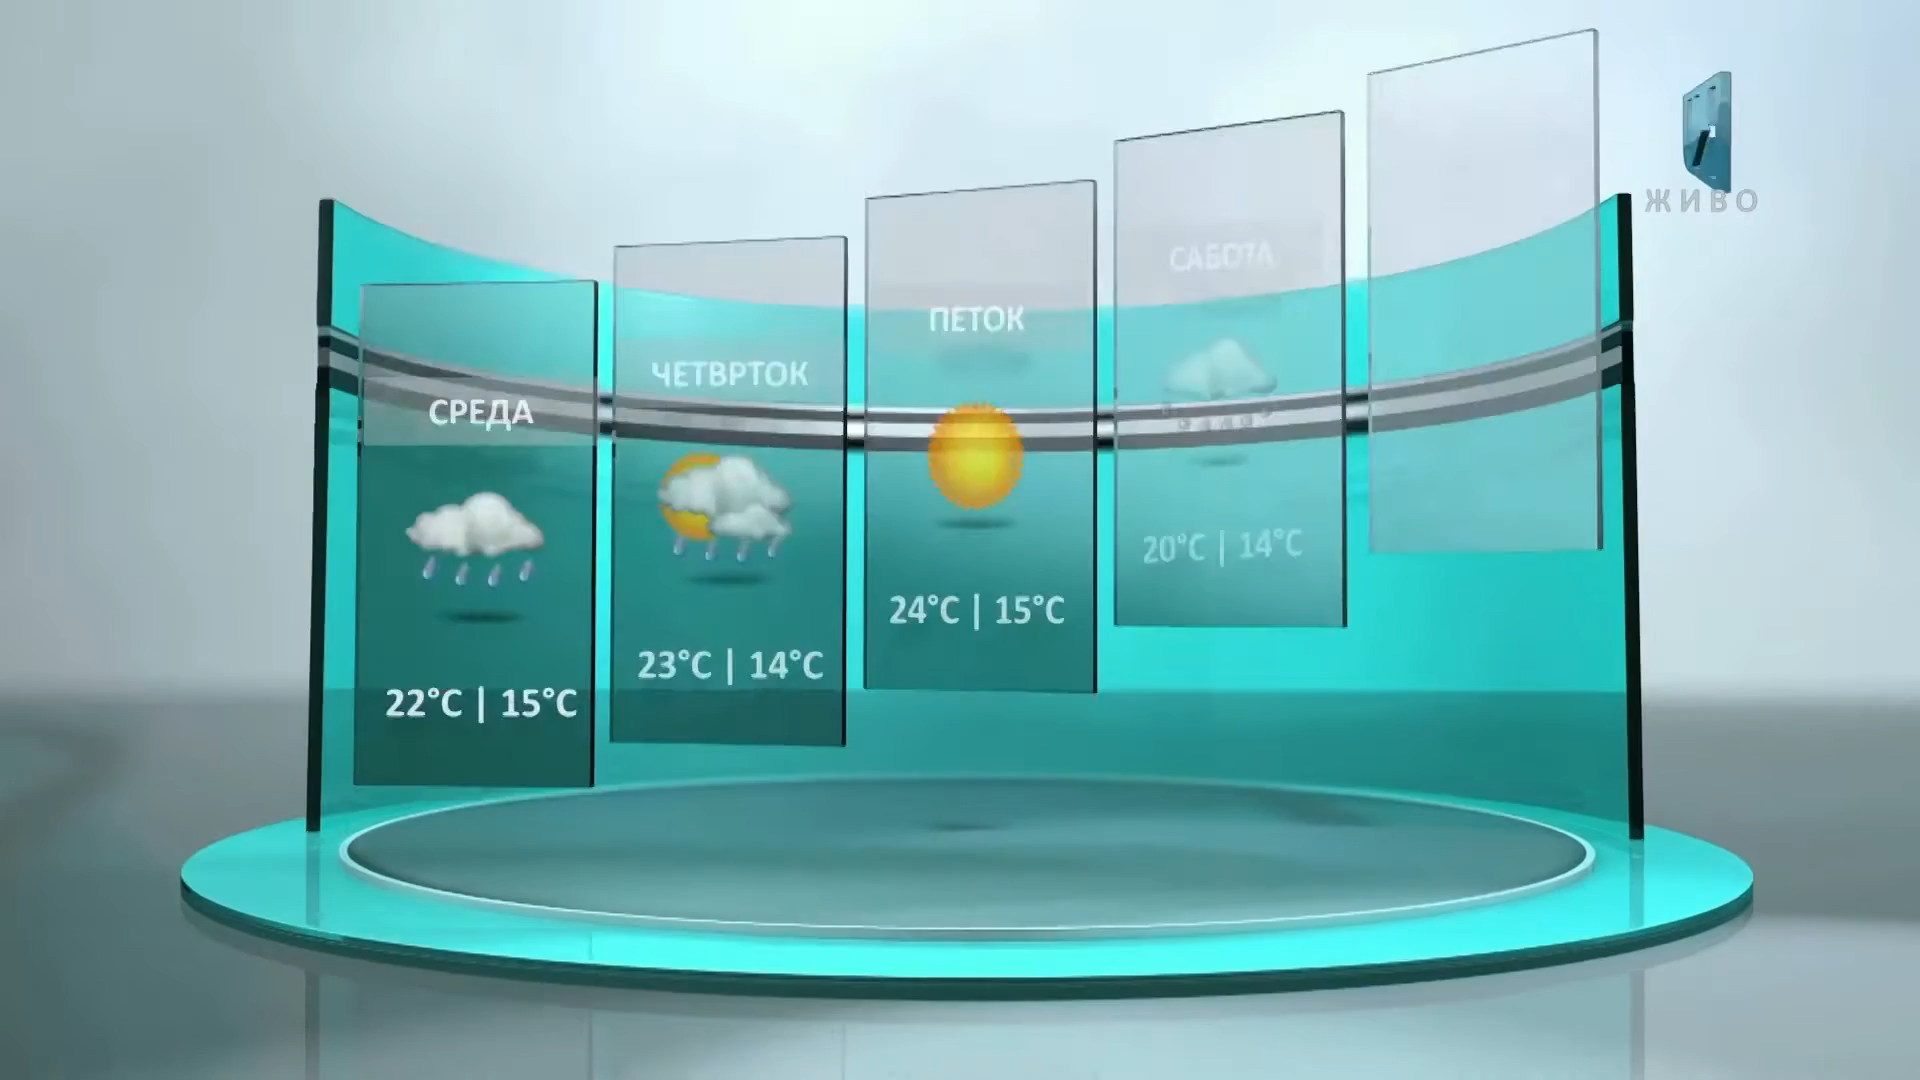 СРЕДА
22°C | 15°C
ЧЕТВРТОК
23°C | 14°C
ПЕТОК
24°C | 15°C
САБОТА
20°C | 14°C
ЖИВО